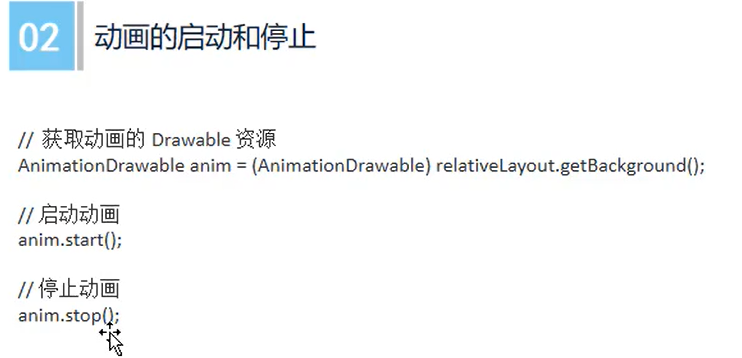 02 动画的启动和停止
// 获取动画的 Drawable 资源
AnimationDrawable anim = (AnimationDrawable) relativeLayout.getBackground();
// 启动动画
anim.start();
// 停止动画
anim.stop();